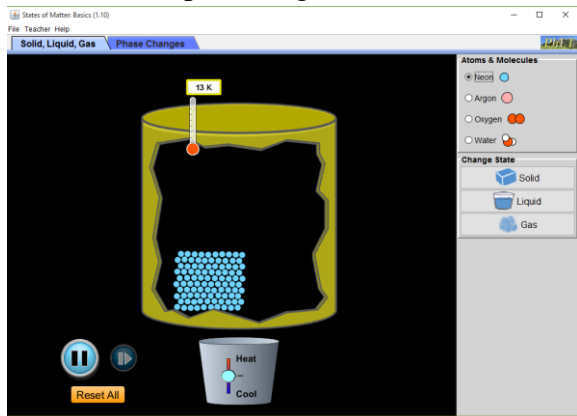 States of Matter: Basics (1.10)
File Teacher Help
Solid, Liquid, Gas Phase Changes
PhET
13 K
Atoms & Molecules
Neon
Argon
Oxygen
Water
Change State
Solid
Liquid
Gas
Heat
Cool
Reset All